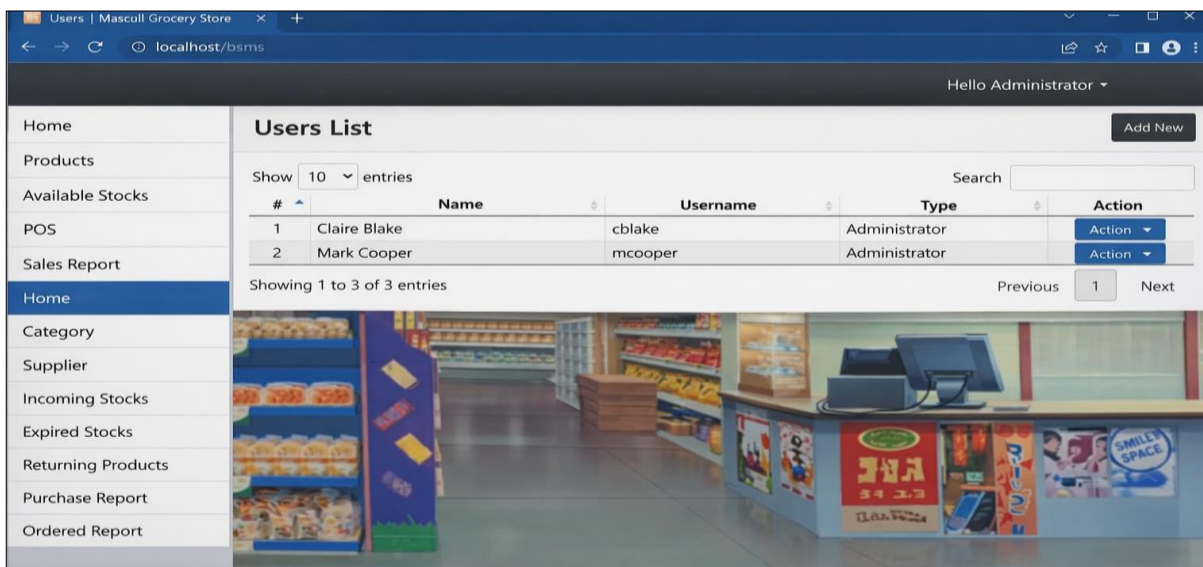 Users | Mascull Grocery Store
localhost/bsms
Hello Administrator
Home
Products
Available Stocks
POS
Sales Report
Home
Category
Supplier
Incoming Stocks
Expired Stocks
Returning Products
Purchase Report
Ordered Report
Users List
Add New
Show 10 entries
Search
# Name Username Type Action
1 Claire Blake cblake Administrator Action
2 Mark Cooper mcooper Administrator Action
Showing 1 to 3 of 3 entries
Previous 1 Next
SMILE'S
SPACE